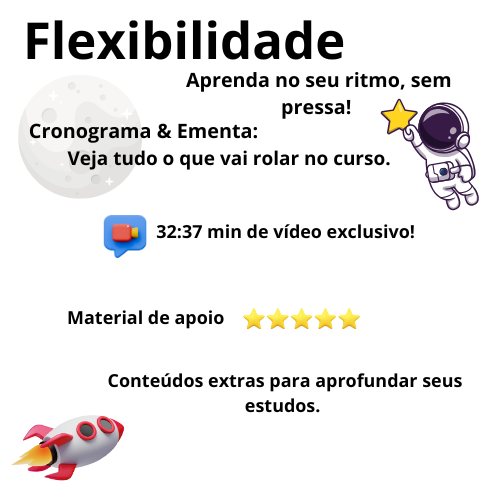 Flexibilidade
Aprenda no seu ritmo, sem
pressa!
Cronograma & Ementa:
Veja tudo o que vai rolar no curso.
32:37 min de vídeo exclusivo!
Material de apoio
Conteúdos extras para aprofundar seus
estudos.